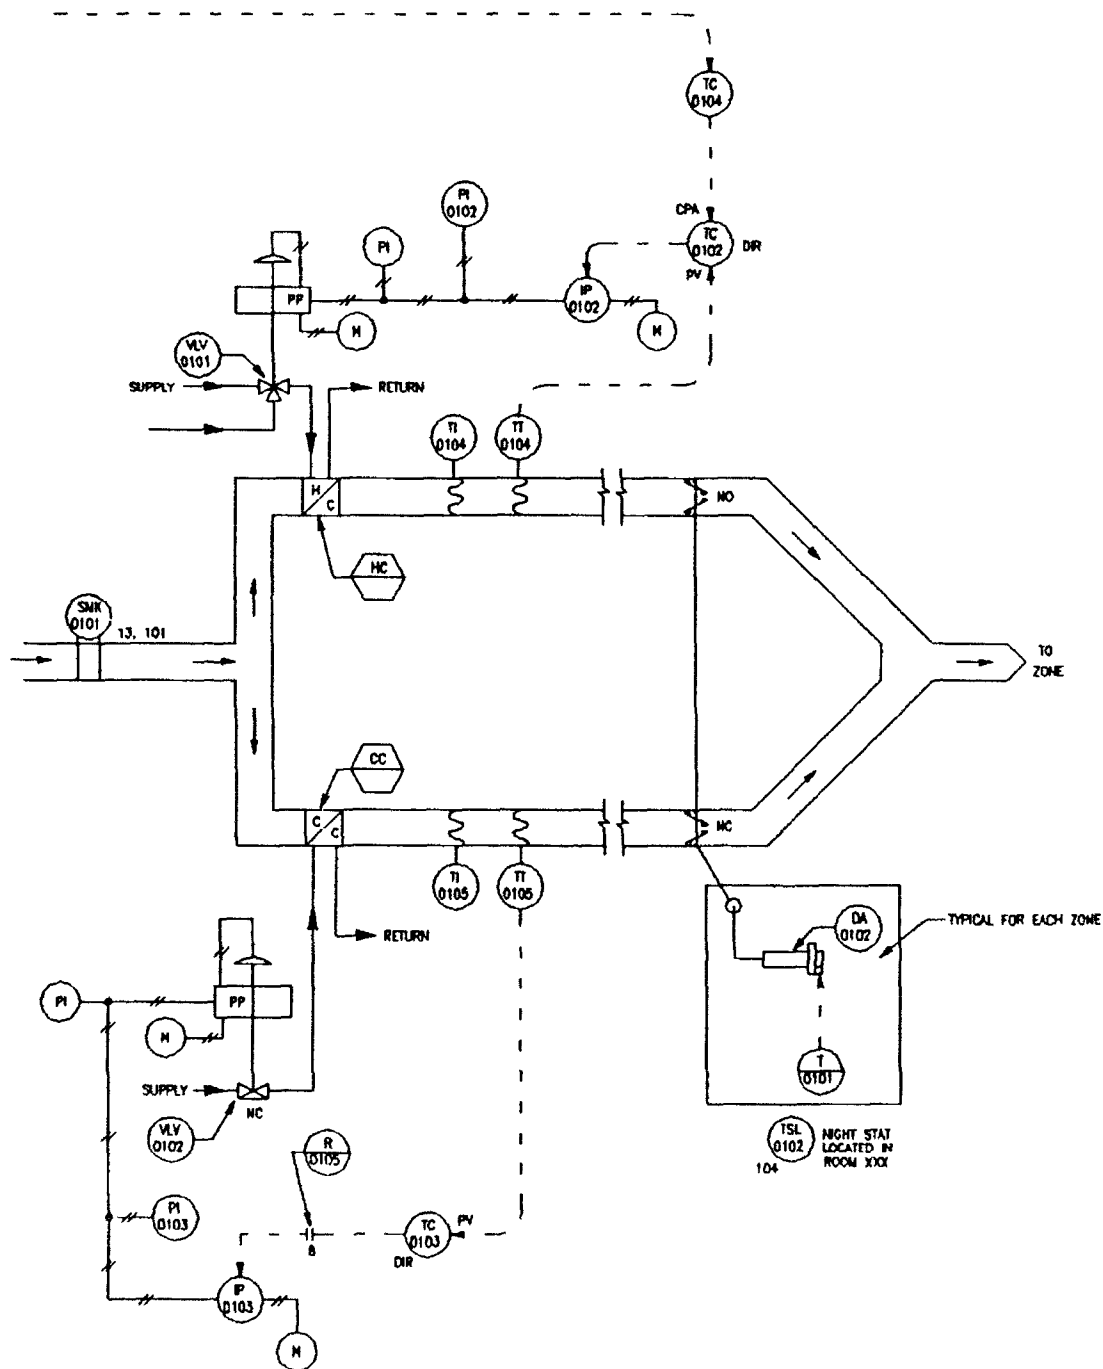 TC
0104
PI
0102
CPA
TC
0102
DIR
PI
PV
PP
IP
0102
M
M
VLV
0101
SUPPLY
RETURN
TI
0104
TT
0104
H
C
NO
HC
SMK
0101
13, 101
TO
ZONE
CC
C
C
NC
TI
0105
TT
0105
DA
0102
TYPICAL FOR EACH ZONE
RETURN
PI
PP
M
T
0101
SUPPLY
NC
VLV
0102
TSL
0102
NIGHT STAT
LOCATED IN
ROOM XXX
104
R
0105
PI
0103
TC
0103
PV
DIR
8
IP
0103
M